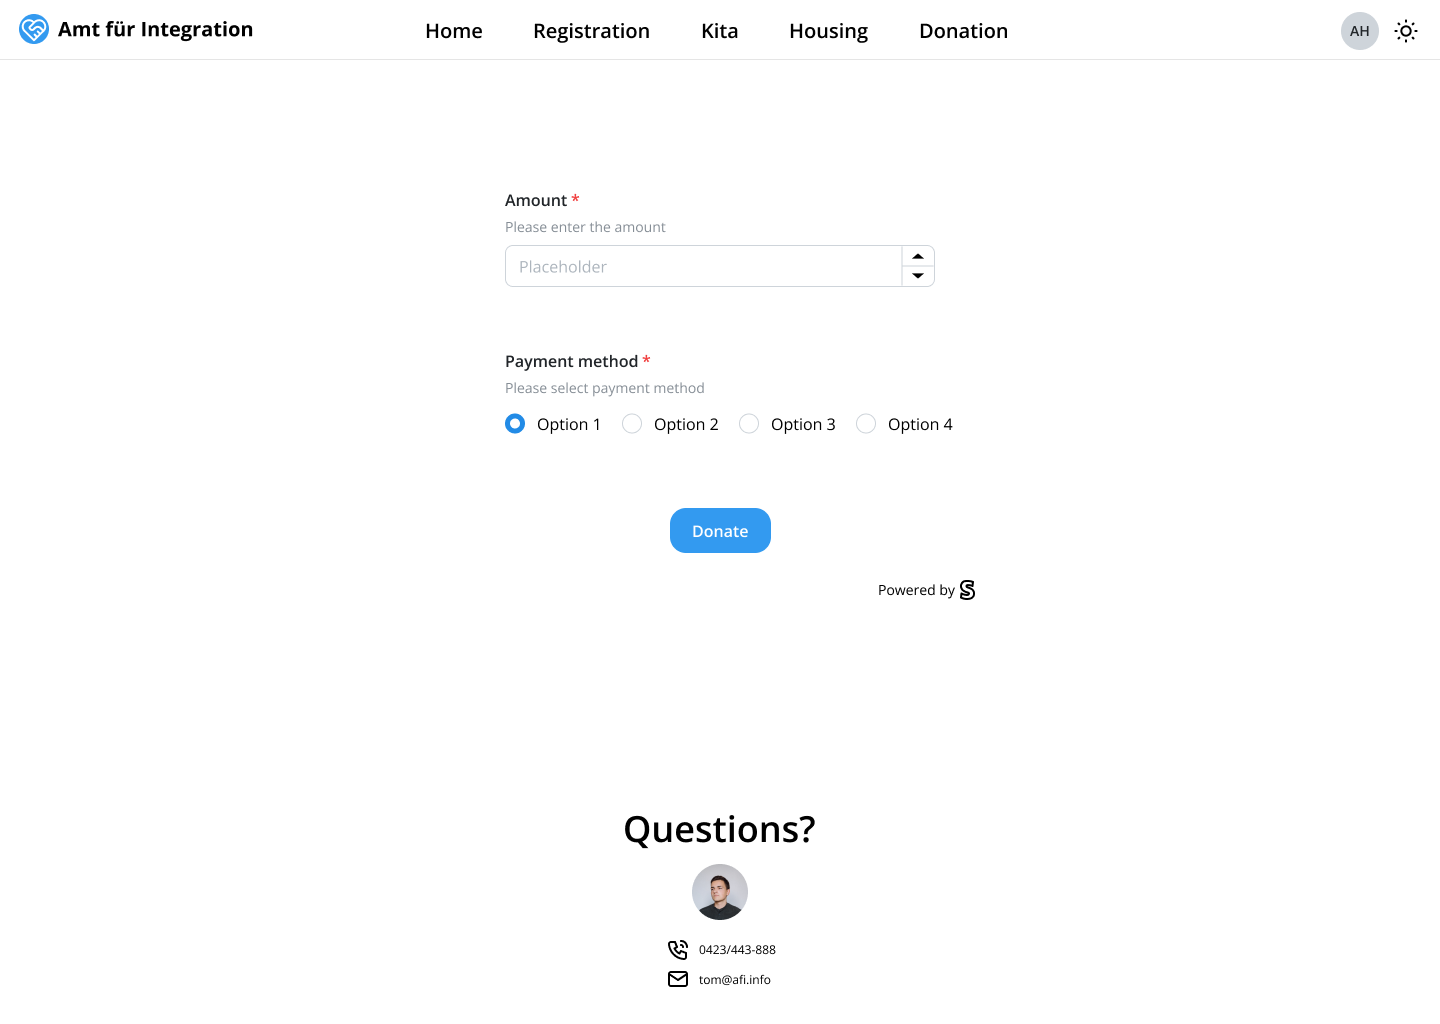 Amt für Integration
Home Registration Kita Housing Donation
AH
Amount *
Please enter the amount
Placeholder
Payment method *
Please select payment method
Option 1 Option 2 Option 3 Option 4
Donate
Powered by S
Questions?
0423/443-888
tom@afi.info